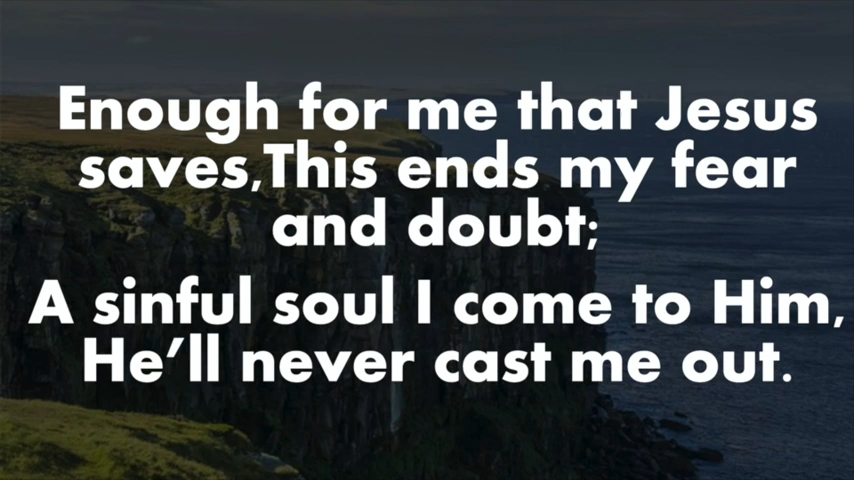 Enough for me that Jesus
saves,This ends my fear
and doubt;
A sinful soul I come to Him,
He’ll never cast me out.